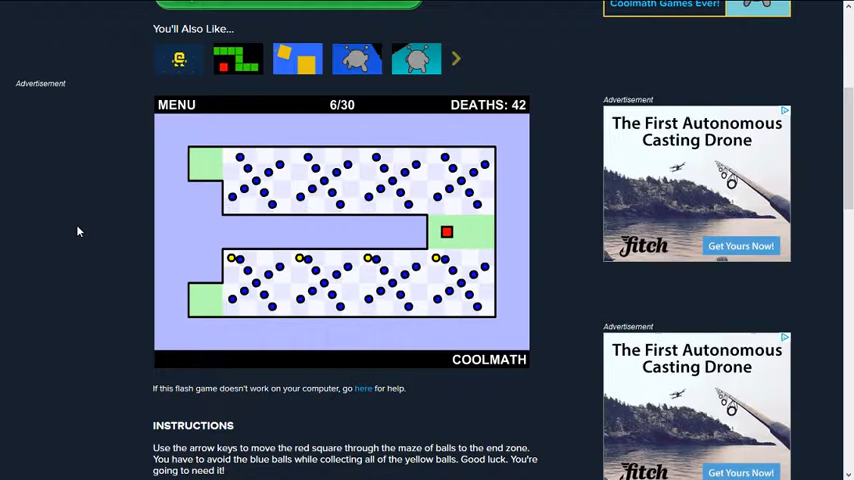 Coolmath Games Ever!
You'll Also Like...
Advertisement
MENU 6/30 DEATHS: 42
COOLMATH
If this flash game doesn't work on your computer, go here for help.
INSTRUCTIONS
Use the arrow keys to move the red square through the maze of balls to the end zone.
You have to avoid the blue balls while collecting all of the yellow balls. Good luck. You're
going to need it!
Advertisement
The First Autonomous
Casting Drone
fitch
Get Yours Now!
Advertisement
The First Autonomous
Casting Drone
fitch
Get Yours Now!